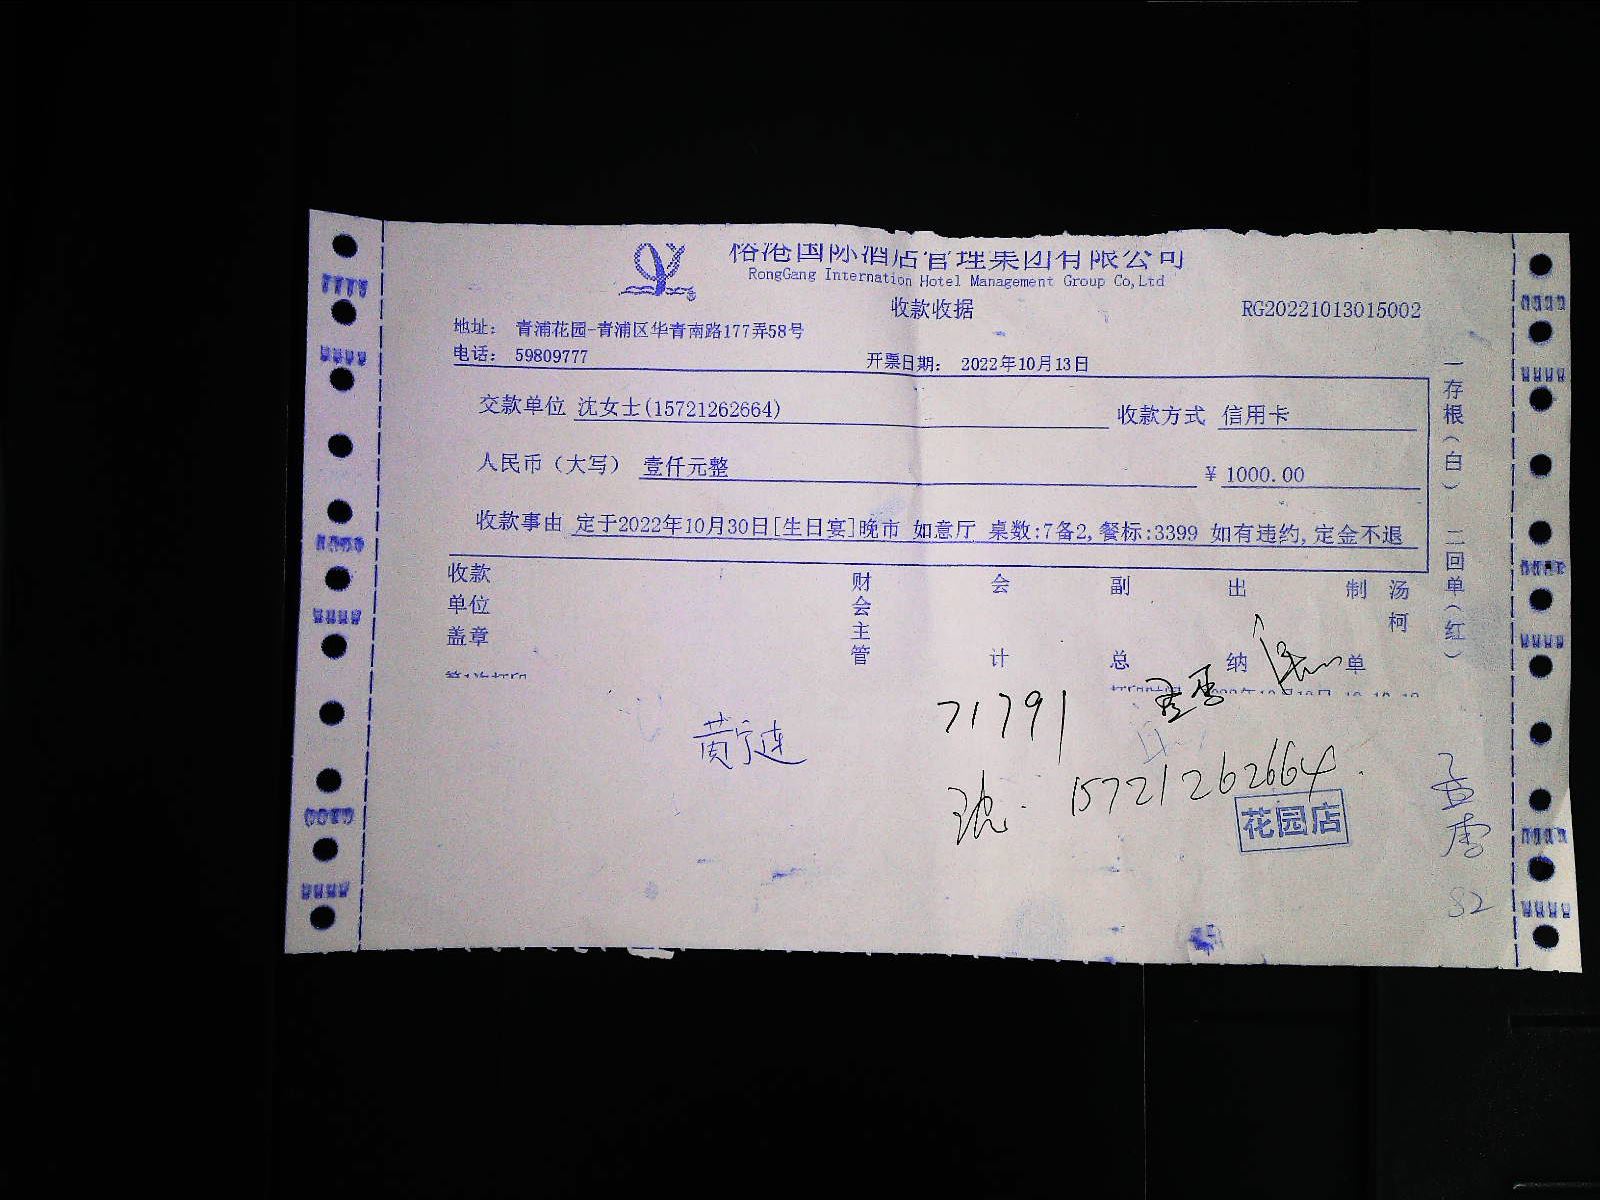 榕港国际酒店管理集团有限公司
RongGang Internation Hotel Management Group Co,Ltd
收款收据
RG20221013015002
地址： 青浦花园-青浦区华青南路177弄58号
电话： 59809777
开票日期： 2022年10月13日
交款单位 沈女士(15721262664)
收款方式 信用卡
人民币（大写） 壹仟元整
¥ 1000.00
收款事由 定于2022年10月30日[生日宴]晚市 如意厅 桌数:7备2,餐标:3399 如有违约,定金不退
一存根（白） 二回单（红）
收款单位盖章
财会主管
会计
副总
出纳
制单
汤柯
71791
黄宁连
沈. 15721262664.
花园店
82